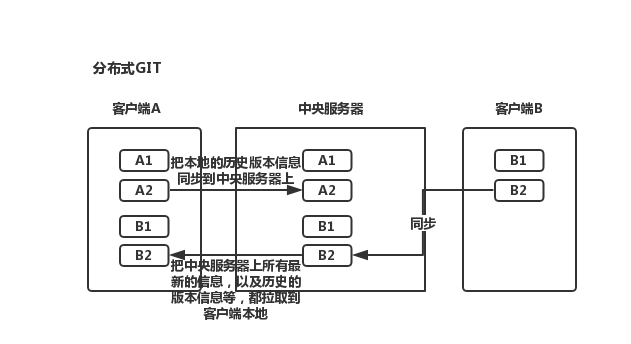 分布式GIT
客户端A
中央服务器
客户端B
A1
把本地的历史版本信息
同步到中央服务器上
A1
B1
A2
A2
B2
B1
B1
同步
B2
B2
把中央服务器上所有最
新的信息，以及历史的
版本信息等，都拉取到
客户端本地